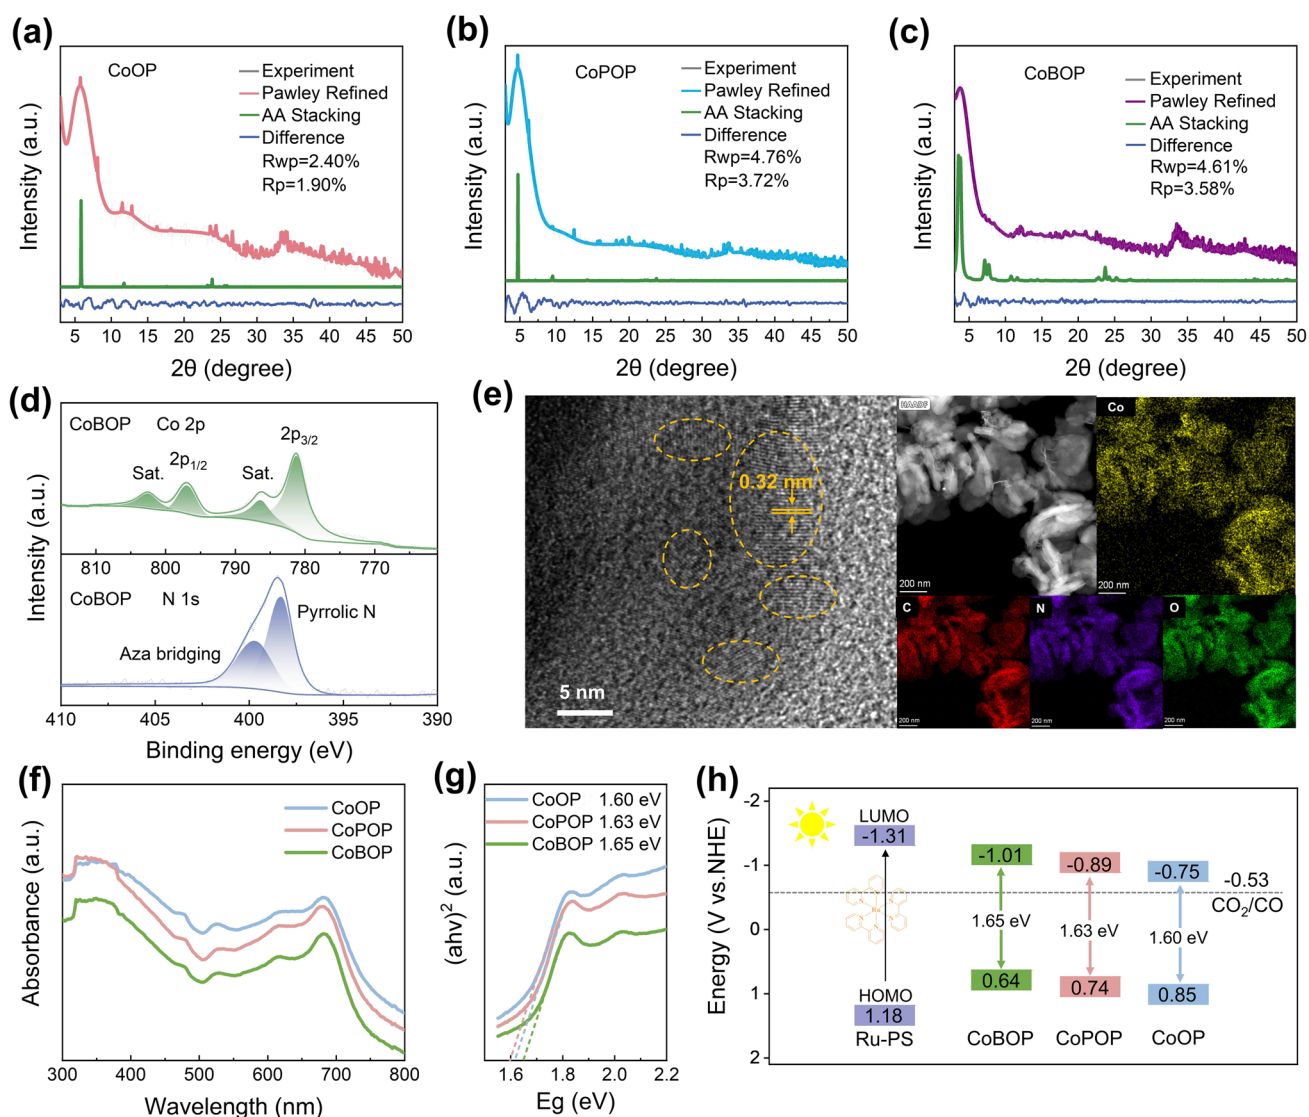 (a)
CoOP
Experiment
Pawley Refined
AA Stacking
Difference
Rwp=2.40%
Rp=1.90%
Intensity (a.u.)
5 10 15 20 25 30 35 40 45 50
2θ (degree)
(b)
CoPOP
Experiment
Pawley Refined
AA Stacking
Difference
Rwp=4.76%
Rp=3.72%
Intensity (a.u.)
5 10 15 20 25 30 35 40 45 50
2θ (degree)
(c)
CoBOP
Experiment
Pawley Refined
AA Stacking
Difference
Rwp=4.61%
Rp=3.58%
Intensity (a.u.)
5 10 15 20 25 30 35 40 45 50
2θ (degree)
(d)
CoBOP Co 2p
2p3/2
2p1/2
Sat.
Sat.
810 800 790 780 770
CoBOP N 1s
Pyrrolic N
Aza bridging
Intensity (a.u.)
410 405 400 395 390
Binding energy (eV)
(e)
0.32 nm
5 nm
HAADF
200 nm
Co
200 nm
C
200 nm
N
200 nm
O
200 nm
(f)
CoOP
CoPOP
CoBOP
Absorbance (a.u.)
300 400 500 600 700 800
Wavelength (nm)
(g)
CoOP 1.60 eV
CoPOP 1.63 eV
CoBOP 1.65 eV
(ahv)2 (a.u.)
1.6 1.8 2.0 2.2
Eg (eV)
(h)
Energy (V vs.NHE)
-2
-1
0
1
2
LUMO
-1.31
Ru
HOMO
1.18
Ru-PS
-1.01
1.65 eV
0.64
CoBOP
-0.89
1.63 eV
0.74
CoPOP
-0.75
1.60 eV
0.85
CoOP
-0.53
CO2/CO